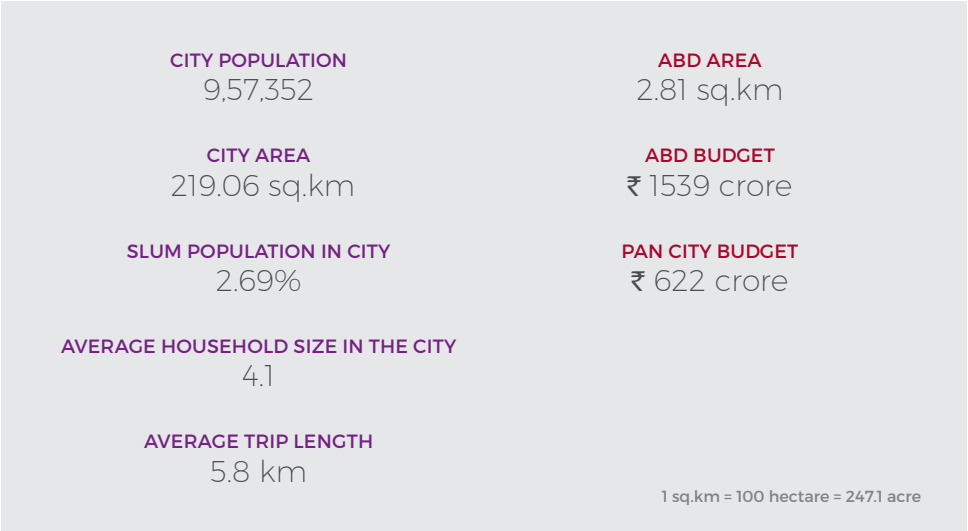 CITY POPULATION
9,57,352
CITY AREA
219.06 sq.km
SLUM POPULATION IN CITY
2.69%
AVERAGE HOUSEHOLD SIZE IN THE CITY
4.1
AVERAGE TRIP LENGTH
5.8 km
ABD AREA
2.81 sq.km
ABD BUDGET
₹ 1539 crore
PAN CITY BUDGET
₹ 622 crore
1 sq.km = 100 hectare = 247.1 acre